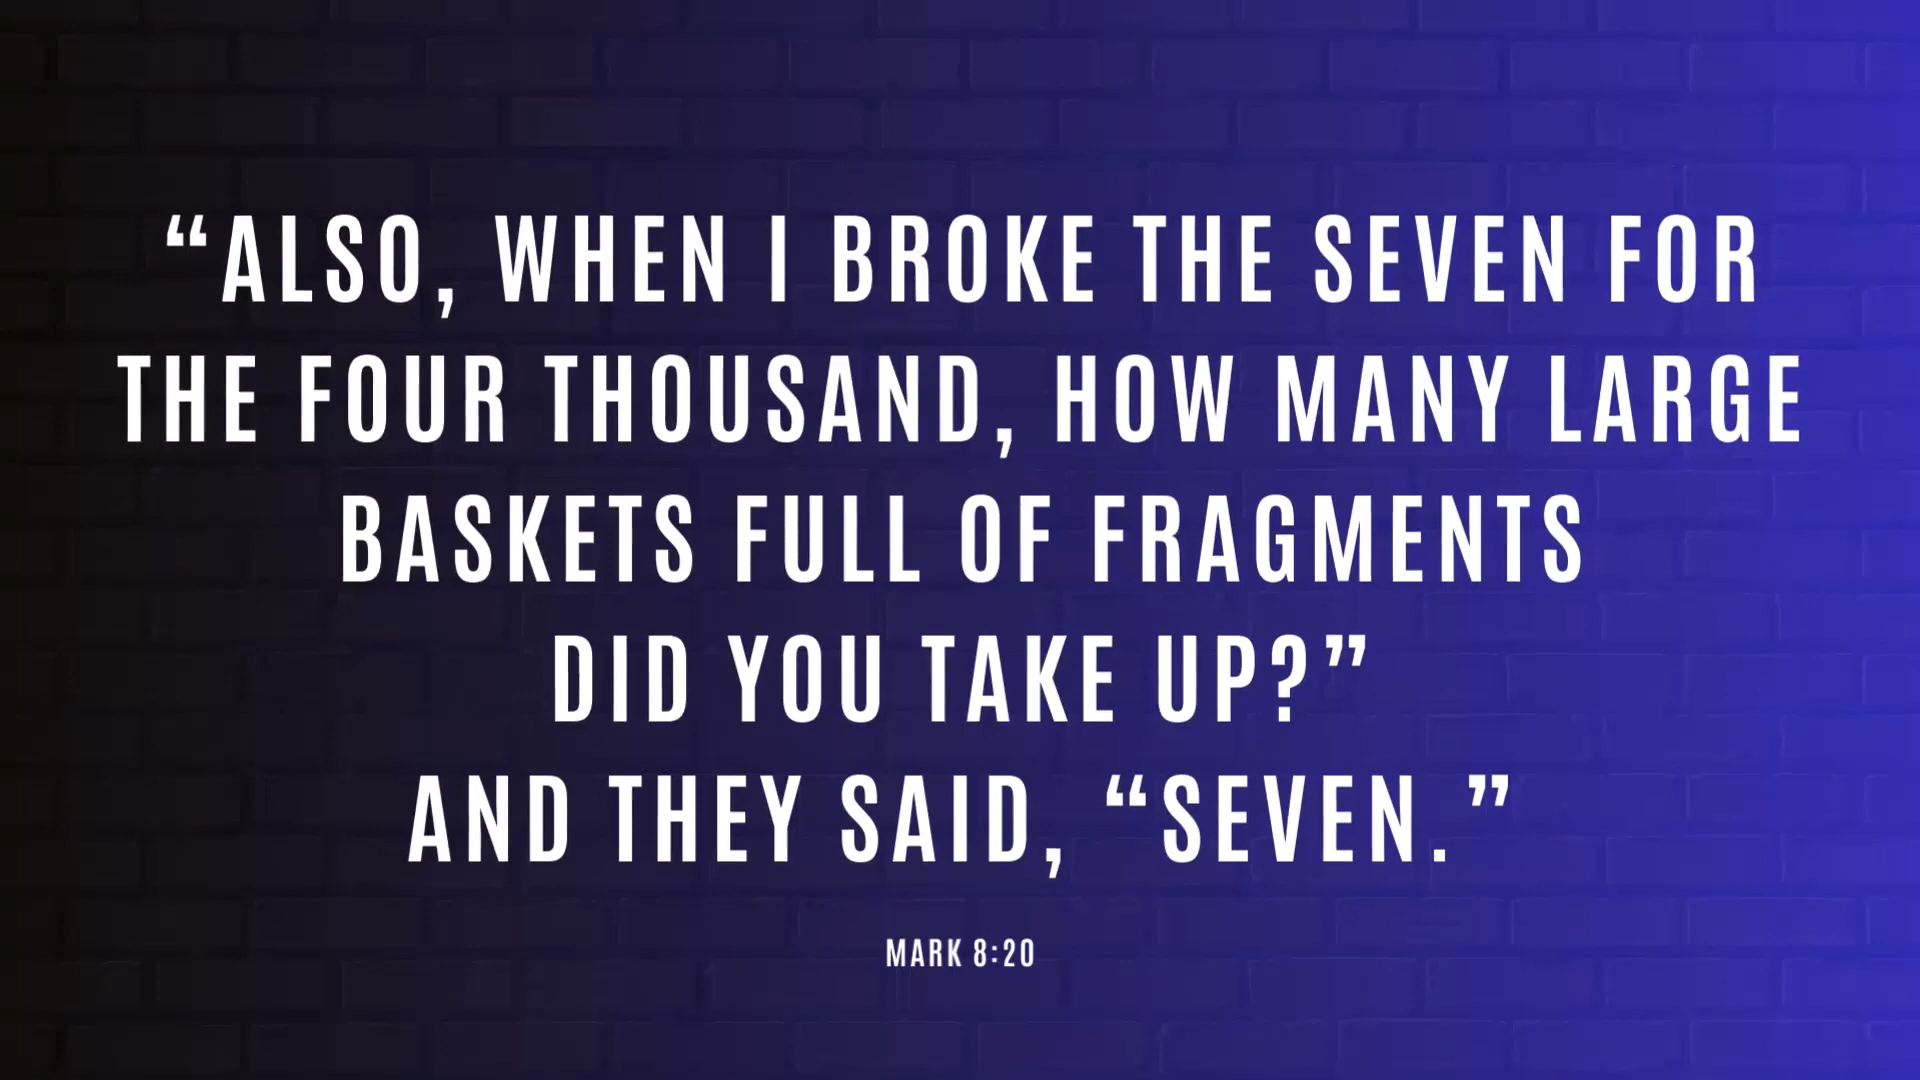 “ALSO, WHEN I BROKE THE SEVEN FOR
THE FOUR THOUSAND, HOW MANY LARGE
BASKETS FULL OF FRAGMENTS
DID YOU TAKE UP?”
AND THEY SAID, “SEVEN.”
MARK 8:20